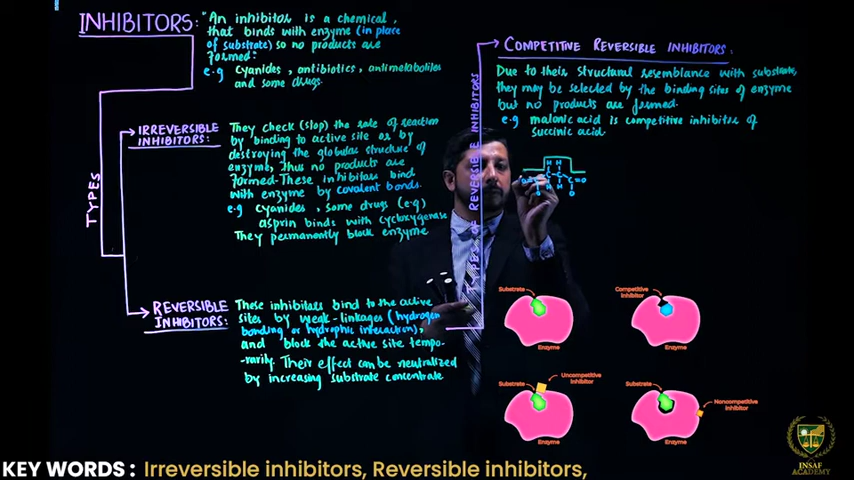 INHIBITORS:
"An inhibitor is a chemical,
that binds with enzyme (in place
of substrate) so no products are
formed:
e-g cyanides, antibiotics, antimetabolites
and some drugs.
TYPES
IRREVERSIBLE
INHIBITORS:
They check (stop) the rate of reaction
by binding to active site or by
destroying the globular structure of
enzyme, thus no products are
formed. These inhibitors bind
with enzyme by covalent bonds.
e-g cyanides, some drugs (e.g)
asprin binds with cyclooxygenase
They permanently block enzyme
REVERSIBLE
INHIBITORS:
These inhibitors bind to the active
sites by weak-linkages (hydrogen
bonding or hydrophic interaction),
and block the active site tempo-
-rarily. Their effect can be neutralized
by increasing substrate concentrate
TYPES OF REVERSIBLE INHIBITORS
COMPETITIVE REVERSIBLE INHIBITORS:
Due to their structural resemblance with substrate,
they may be selected by the binding sites of enzyme
but no products are formed.
e.g malonic acid is competitive inhibitor of
succinic acid.
H H
C C C=O
H H O
Substrate
Enzyme
Competitive
Inhibitor
Enzyme
Substrate
Uncompetitive
Inhibitor
Enzyme
Substrate
Noncompetitive
Inhibitor
Enzyme
INSAF
ACADEMY
KEY WORDS : Irreversible inhibitors, Reversible inhibitors,